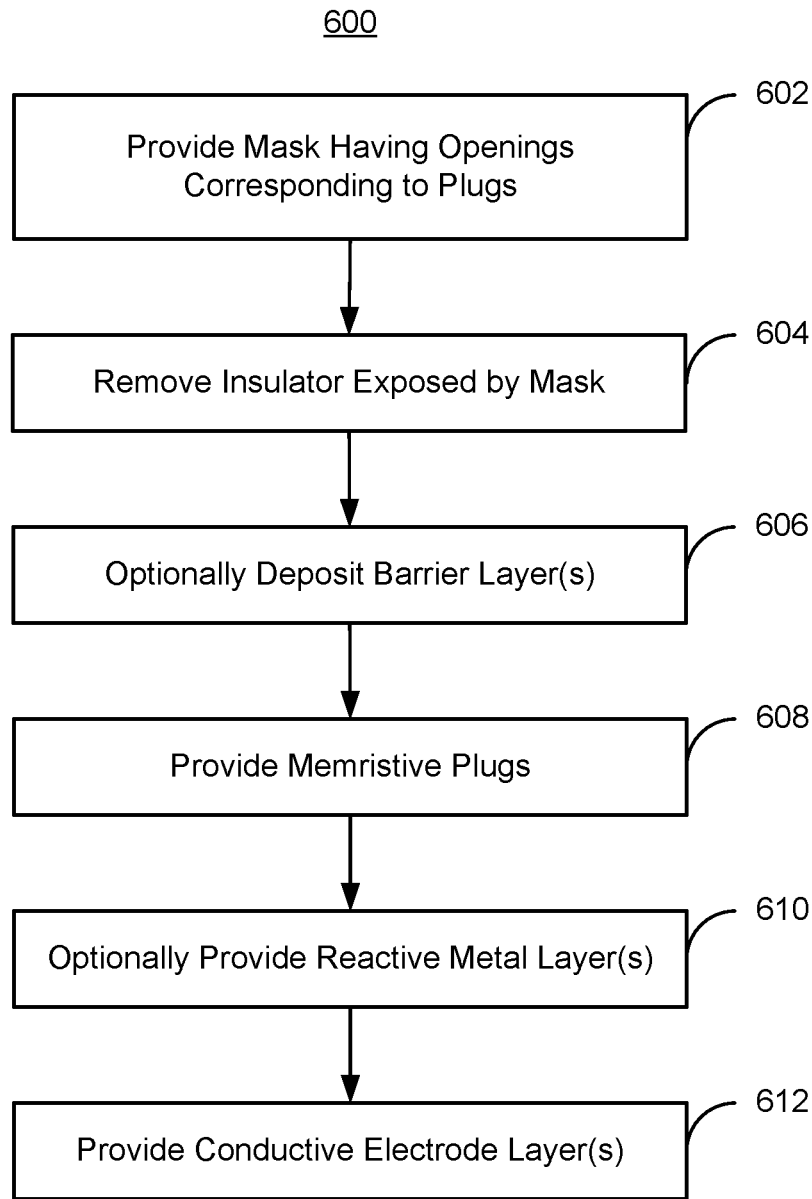 600
602
Provide Mask Having Openings
Corresponding to Plugs
604
Remove Insulator Exposed by Mask
606
Optionally Deposit Barrier Layer(s)
608
Provide Memristive Plugs
610
Optionally Provide Reactive Metal Layer(s)
612
Provide Conductive Electrode Layer(s)